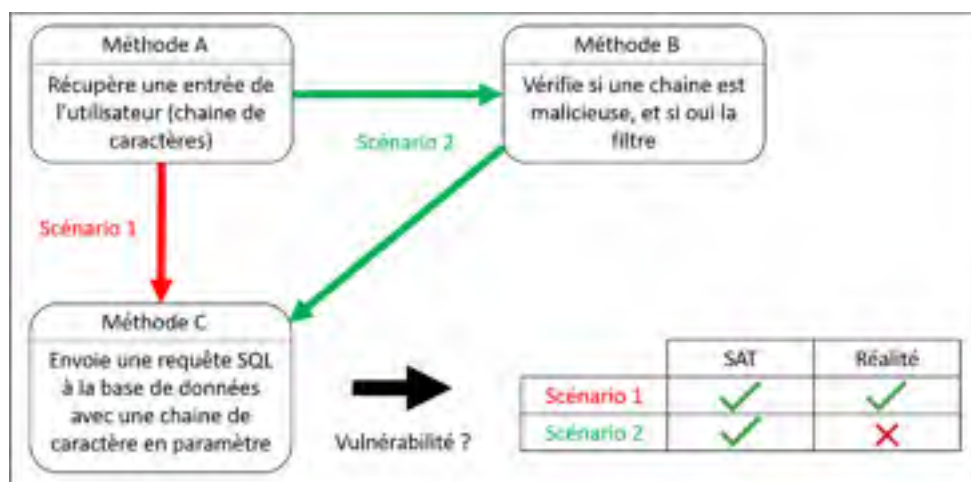 Méthode A
Récupère une entrée de
l'utilisateur (chaine de
caractères)
Méthode B
Vérifie si une chaine est
malicieuse, et si oui la
filtre
Scénario 2
Scénario 1
Méthode C
Envoie une requête SQL
à la base de données
avec une chaine de
caractère en paramètre
Vulnérabilité ?
SAT Réalité
Scénario 1
Scénario 2